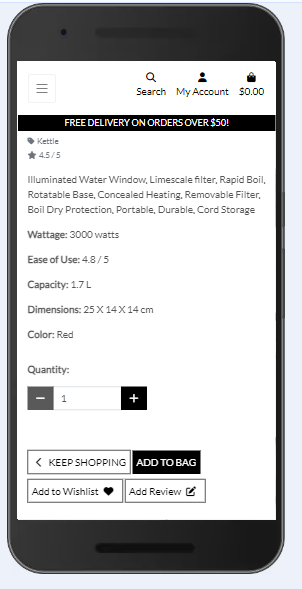 Search My Account $0.00
FREE DELIVERY ON ORDERS OVER $50!
Kettle
4.5 / 5
Illuminated Water Window, Limescale filter, Rapid Boil,
Rotatable Base, Concealed Heating, Removable Filter,
Boil Dry Protection, Portable, Durable, Cord Storage
Wattage: 3000 watts
Ease of Use: 4.8 / 5
Capacity: 1.7 L
Dimensions: 25 X 14 X 14 cm
Color: Red
Quantity:
− 1 +
KEEP SHOPPING ADD TO BAG
Add to Wishlist Add Review